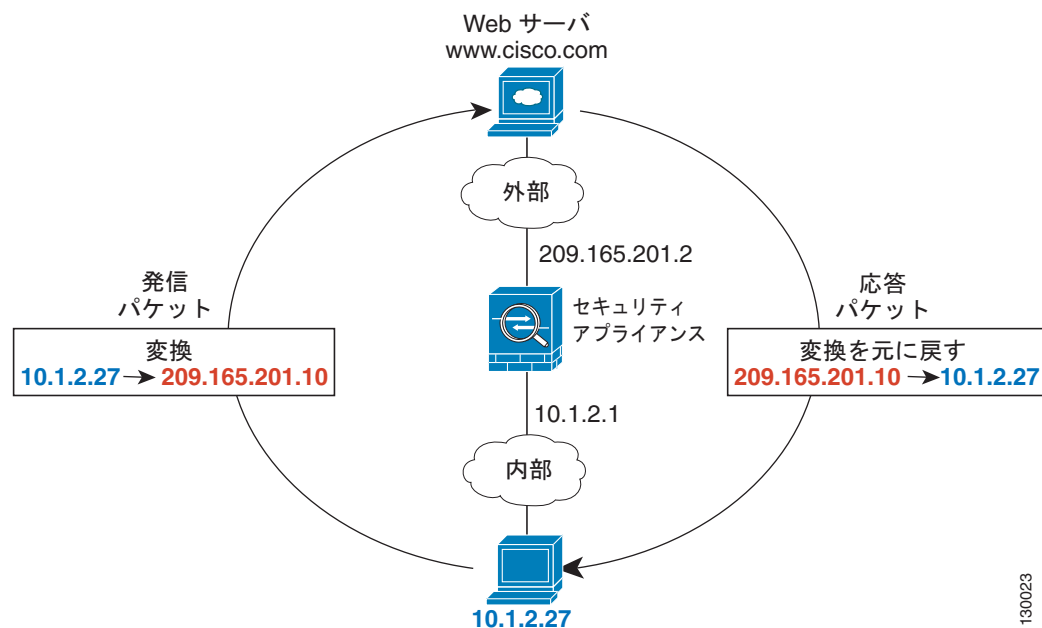 Web サーバ
www.cisco.com
外部
209.165.201.2
発信
パケット
変換
10.1.2.27 → 209.165.201.10
セキュリティ
アプライアンス
応答
パケット
変換を元に戻す
209.165.201.10 → 10.1.2.27
10.1.2.1
内部
10.1.2.27
130023